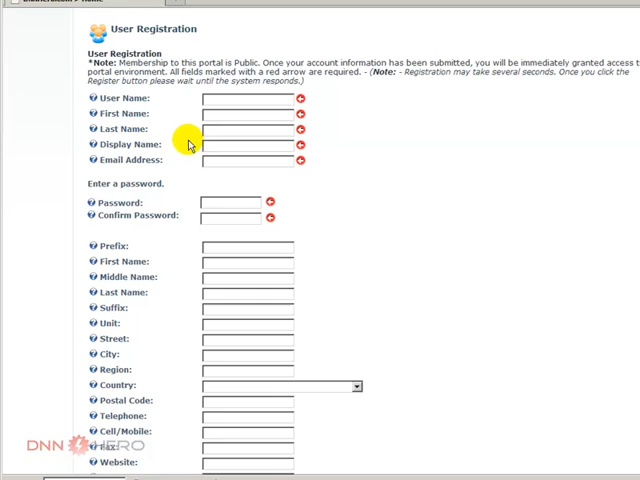 User Registration
User Registration
*Note: Membership to this portal is Public. Once your account information has been submitted, you will be immediately granted access to
portal environment. All fields marked with a red arrow are required. - (Note: - Registration may take several seconds. Once you click the
Register button please wait until the system responds.)
User Name:
First Name:
Last Name:
Display Name:
Email Address:
Enter a password.
Password:
Confirm Password:
Prefix:
First Name:
Middle Name:
Last Name:
Suffix:
Unit:
Street:
City:
Region:
Country:
Postal Code:
Telephone:
Cell/Mobile:
Fax:
Website:
DNN HERO